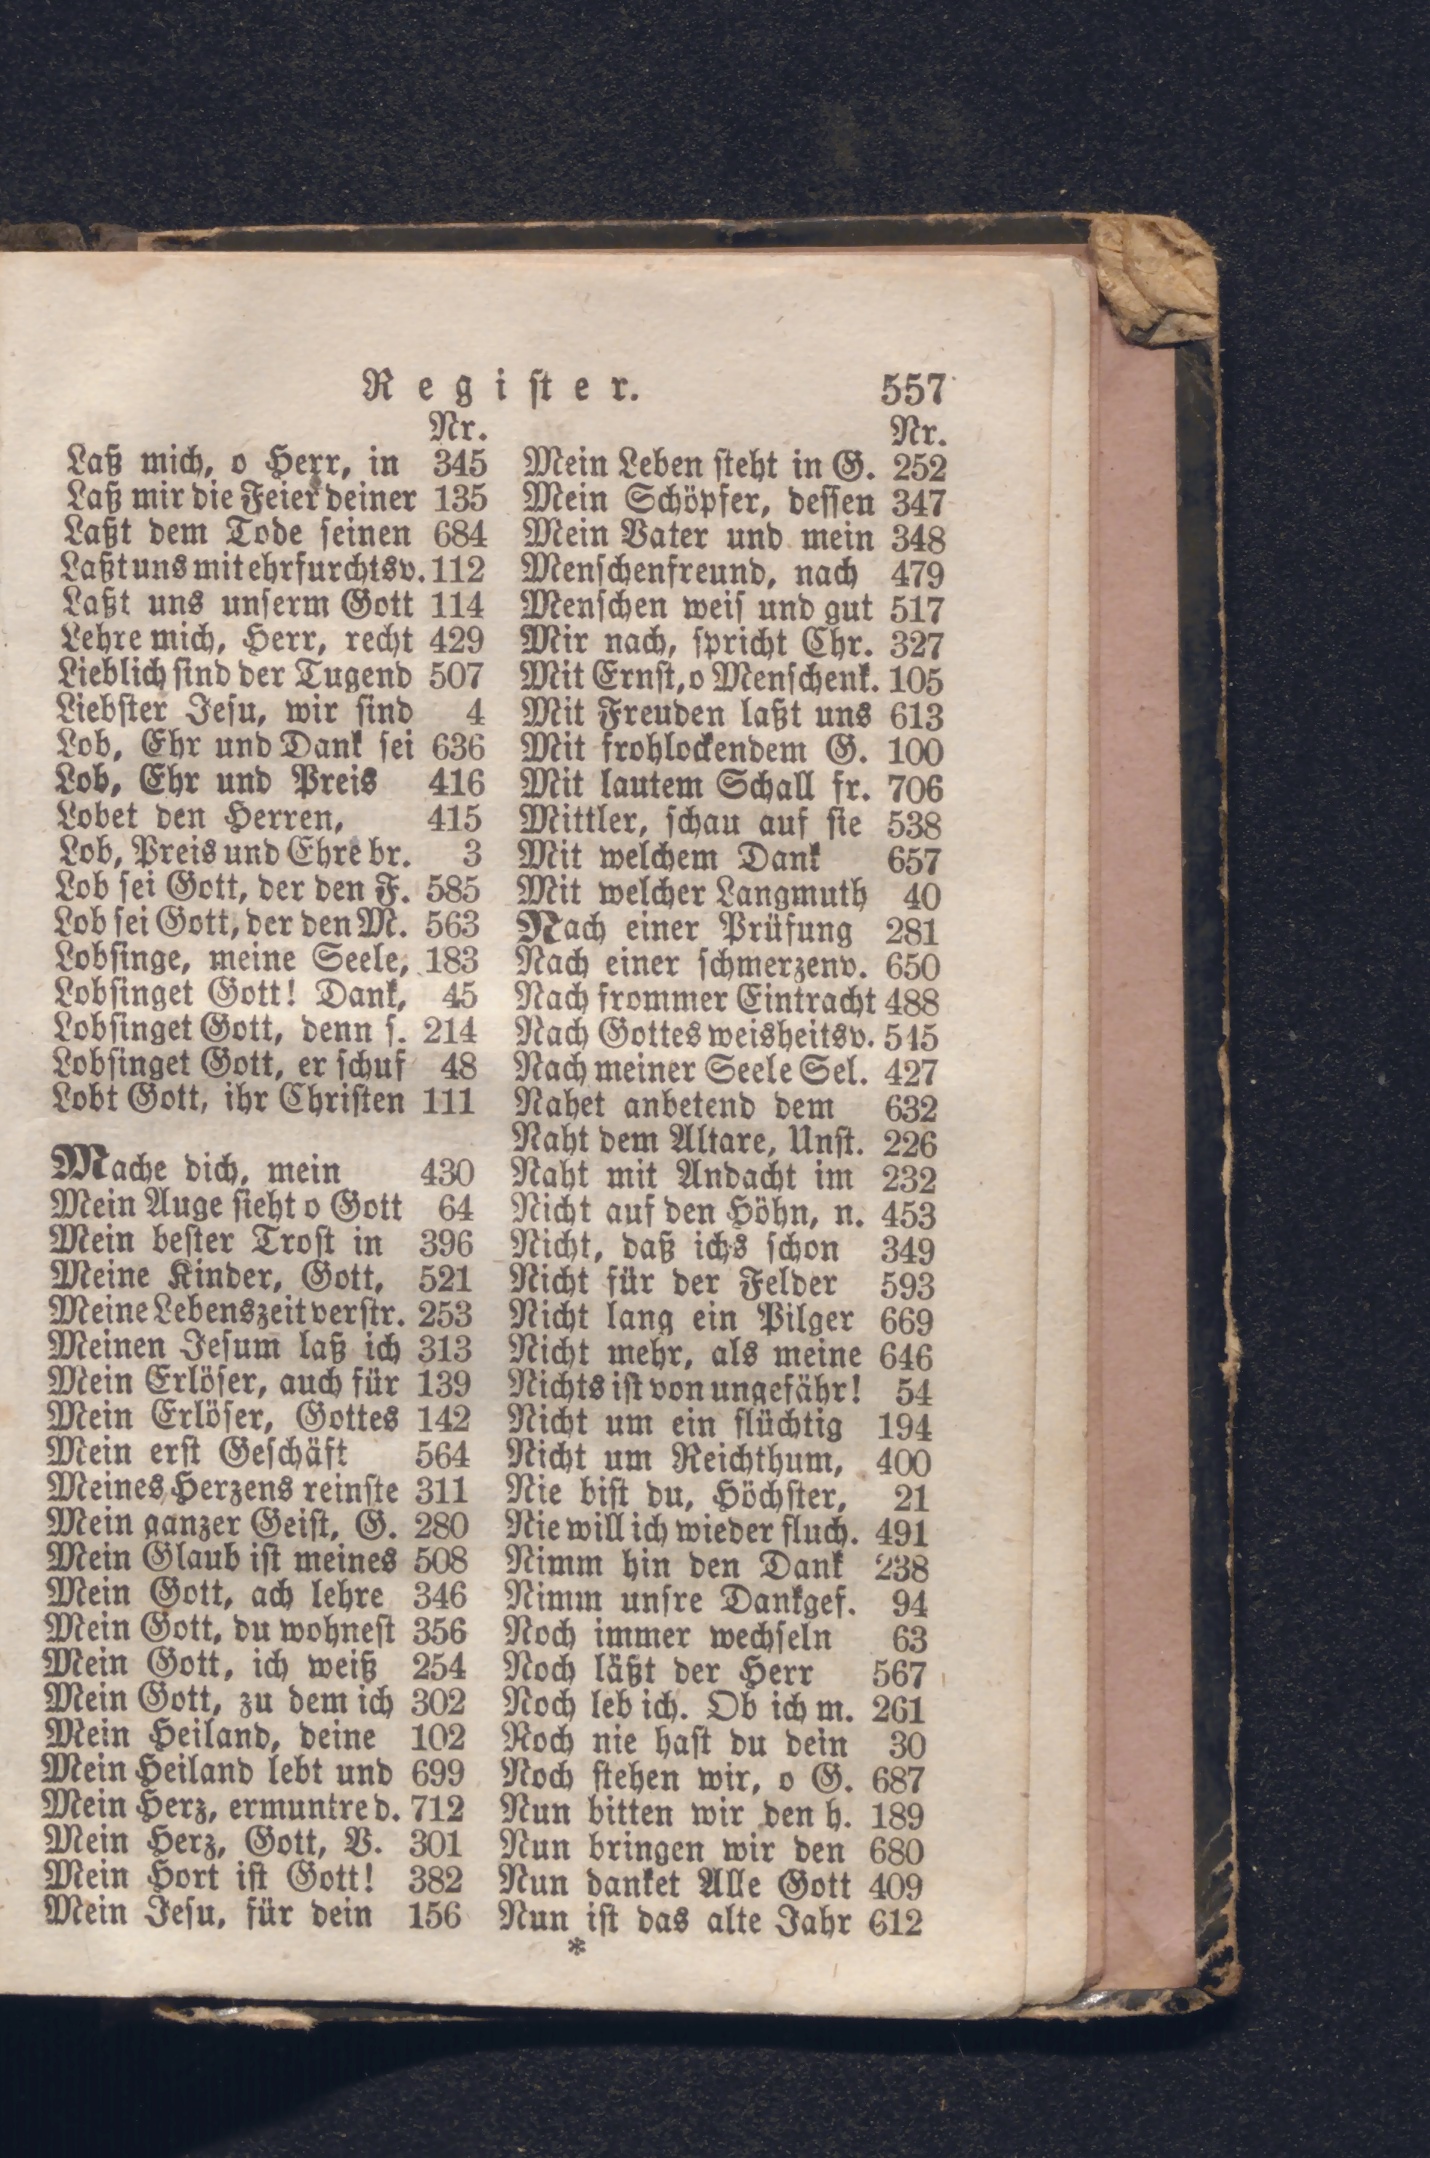 Register. 557
Nr.
Laß mich, o Herr, in 345
Laß mir die Feier deiner 135
Laßt dem Tode seinen 684
Laßt uns mit ehrfurchtsv. 112
Laßt uns unserm Gott 114
Lehre mich, Herr, recht 429
Lieblich sind der Tugend 507
Liebster Jesu, wir sind 4
Lob, Ehr und Dank sei 636
Lob, Ehr und Preis 416
Lobet den Herren, 415
Lob, Preis und Ehre br. 3
Lob sei Gott, der den F. 585
Lob sei Gott, der den M. 563
Lobsinge, meine Seele, 183
Lobsinget Gott! Dank, 45
Lobsinget Gott, denn s. 214
Lobsinget Gott, er schuf 48
Lobt Gott, ihr Christen 111
Mache dich, mein 430
Mein Auge sieht o Gott 64
Mein bester Trost in 396
Meine Kinder, Gott, 521
Meine Lebenszeit verstr. 253
Meinen Jesum laß ich 313
Mein Erlöser, auch für 139
Mein Erlöser, Gottes 142
Mein erst Geschäft 564
Meines Herzens reinste 311
Mein ganzer Geist, G. 280
Mein Glaub ist meines 508
Mein Gott, ach lehre 346
Mein Gott, du wohnest 356
Mein Gott, ich weiß 254
Mein Gott, zu dem ich 302
Mein Heiland, deine 102
Mein Heiland lebt und 699
Mein Herz, ermuntre d. 712
Mein Herz, Gott, V. 301
Mein Hort ist Gott! 382
Mein Jesu, für dein 156
Nr.
Mein Leben steht in G. 252
Mein Schöpfer, dessen 347
Mein Vater und mein 348
Menschenfreund, nach 479
Menschen weis und gut 517
Mir nach, spricht Chr. 327
Mit Ernst, o Menschenk. 105
Mit Freuden laßt uns 613
Mit frohlockendem G. 100
Mit lautem Schall fr. 706
Mittler, schau auf sie 538
Mit welchem Dank 657
Mit welcher Langmuth 40
Nach einer Prüfung 281
Nach einer schmerzenv. 650
Nach frommer Eintracht 488
Nach Gottes weisheitsv. 545
Nach meiner Seele Sel. 427
Nahet anbetend dem 632
Naht dem Altare, Unst. 226
Naht mit Andacht im 232
Nicht auf den Höhn, n. 453
Nicht, daß ichs schon 349
Nicht für der Felder 593
Nicht lang ein Pilger 669
Nicht mehr, als meine 646
Nichts ist von ungefähr! 54
Nicht um ein flüchtig 194
Nicht um Reichthum, 400
Nie bist du, Höchster, 21
Nie will ich wieder fluch. 491
Nimm hin den Dank 238
Nimm unsre Dankgef. 94
Noch immer wechseln 63
Noch läßt der Herr 567
Noch leb ich. Ob ich m. 261
Noch nie hast du dein 30
Noch stehen wir, o G. 687
Nun bitten wir den h. 189
Nun bringen wir den 680
Nun danket Alle Gott 409
Nun ist das alte Jahr 612
*